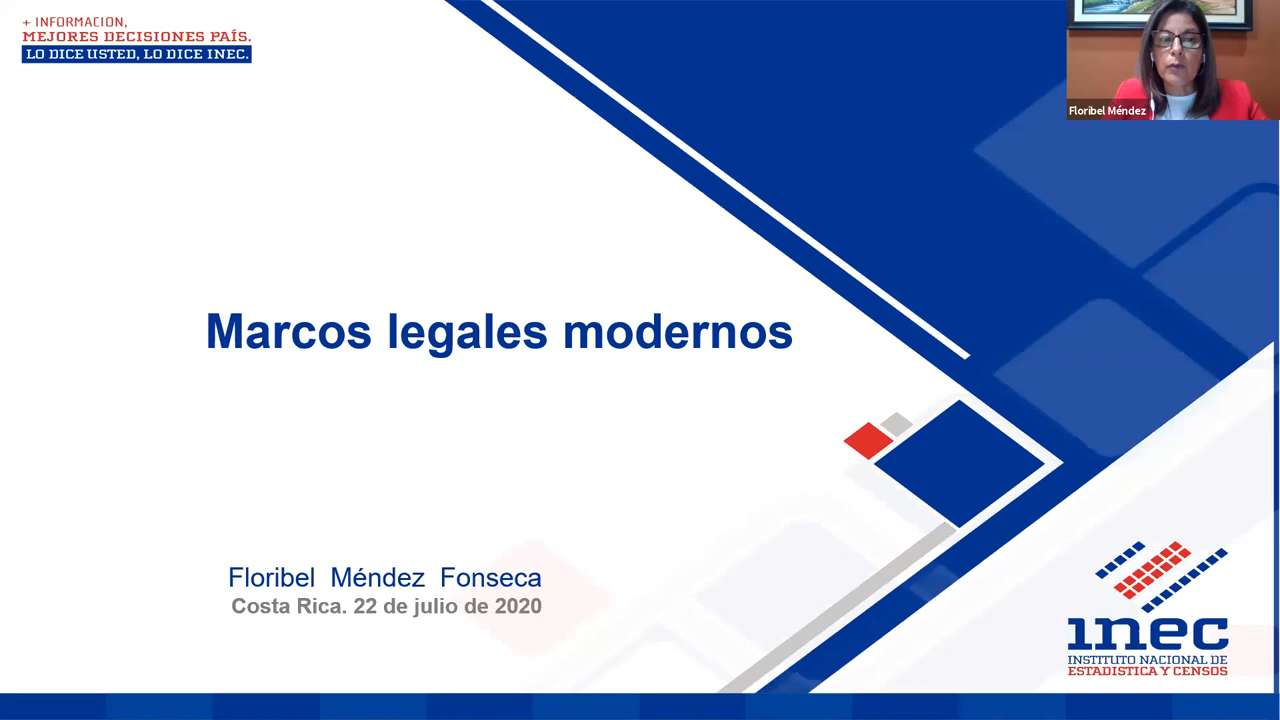 + INFORMACION,
MEJORES DECISIONES PAÍS.
LO DICE USTED, LO DICE INEC.
Floribel Méndez
Marcos legales modernos
Floribel Méndez Fonseca
Costa Rica. 22 de julio de 2020
inec
INSTITUTO NACIONAL DE
ESTADISTICA Y CENSOS